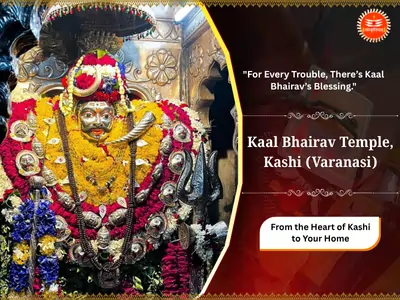 "For Every Trouble, There's Kaal
Bhairav's Blessing."
Kaal Bhairav Temple,
Kashi (Varanasi)
From the Heart of Kashi
to Your Home